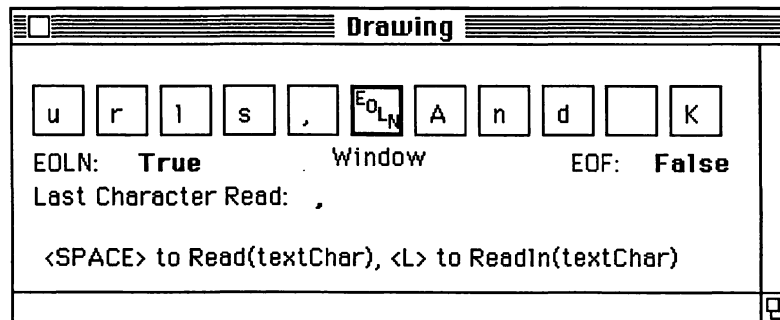 Drawing
u r l s , EOLN A n d K
EOLN: True Window EOF: False
Last Character Read: ,
<SPACE> to Read(textChar), <L> to Readln(textChar)